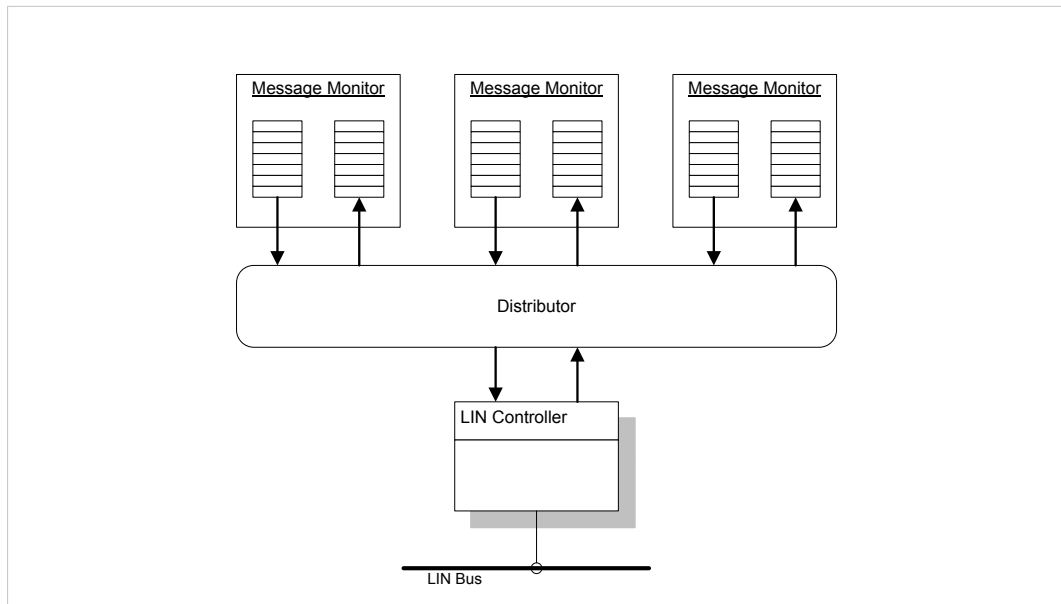 Message Monitor
Message Monitor
Message Monitor
Distributor
LIN Controller
LIN Bus